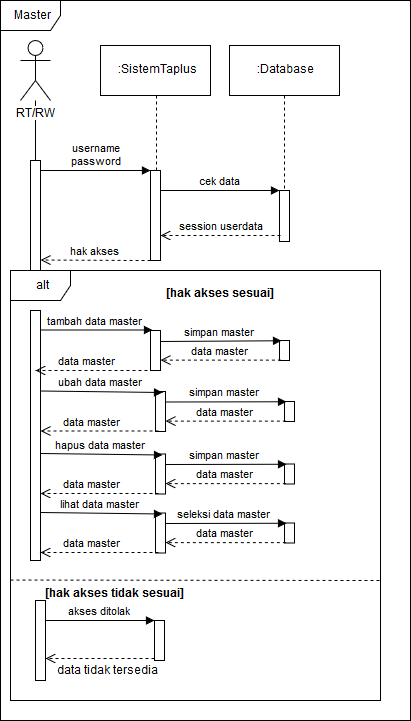 Master
:SistemTaplus
:Database
RT/RW
username
password
cek data
session userdata
hak akses
alt
[hak akses sesuai]
tambah data master
simpan master
data master
data master
ubah data master
simpan master
data master
data master
hapus data master
simpan master
data master
data master
lihat data master
seleksi data master
data master
data master
[hak akses tidak sesuai]
akses ditolak
data tidak tersedia